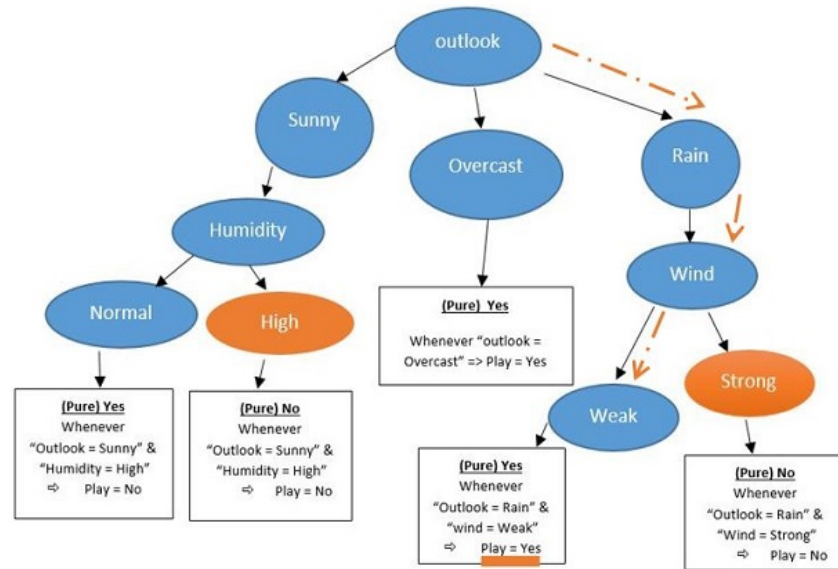 outlook
Sunny
Overcast
Rain
Humidity
Wind
Normal
High
Weak
Strong
(Pure) Yes
Whenever
“Outlook = Sunny” &
“Humidity = High”
⇨ Play = No
(Pure) No
Whenever
“Outlook = Sunny” &
“Humidity = High”
⇨ Play = No
(Pure) Yes
Whenever “outlook =
Overcast” => Play = Yes
(Pure) Yes
Whenever
“Outlook = Rain” &
“wind = Weak”
⇨ Play = Yes
(Pure) No
Whenever
“Outlook = Rain” &
“Wind = Strong”
⇨ Play = No